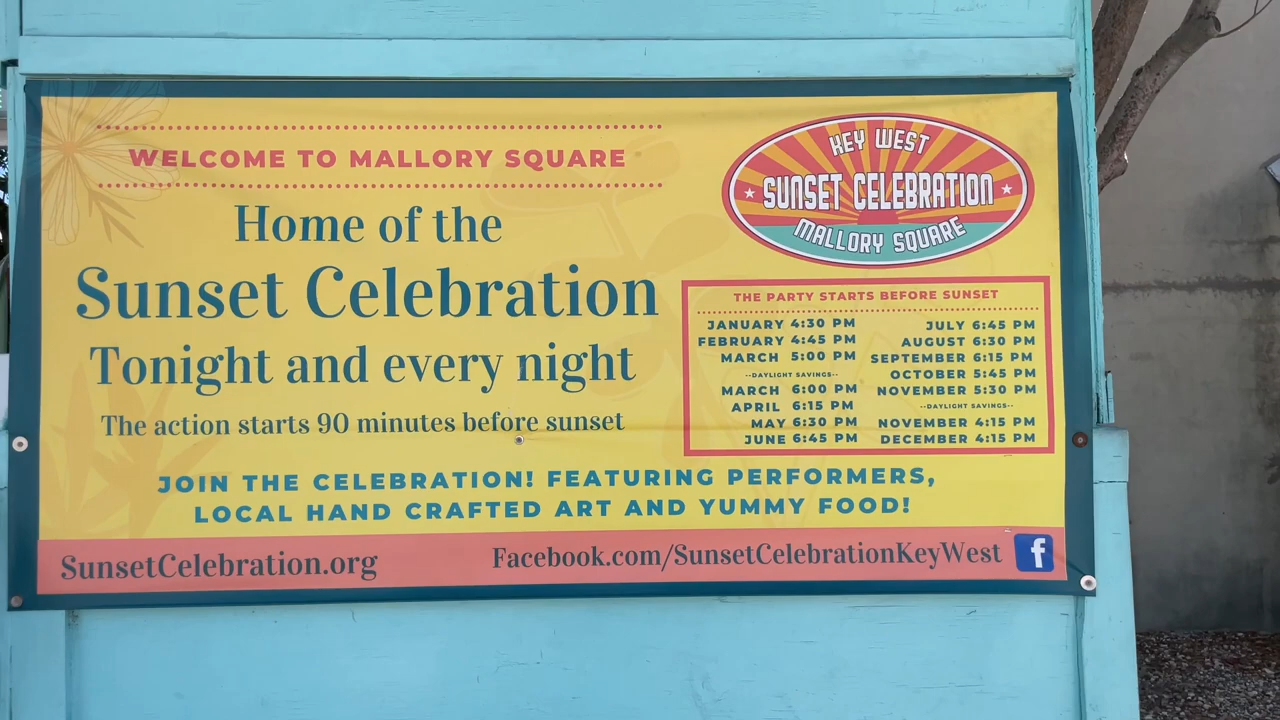 WELCOME TO MALLORY SQUARE
Home of the
Sunset Celebration
Tonight and every night
The action starts 90 minutes before sunset
KEY WEST
SUNSET CELEBRATION
MALLORY SQUARE
THE PARTY STARTS BEFORE SUNSET
JANUARY 4:30 PM
FEBRUARY 4:45 PM
MARCH 5:00 PM
--DAYLIGHT SAVINGS--
MARCH 6:00 PM
APRIL 6:15 PM
MAY 6:30 PM
JUNE 6:45 PM
JULY 6:45 PM
AUGUST 6:30 PM
SEPTEMBER 6:15 PM
OCTOBER 5:45 PM
NOVEMBER 5:30 PM
--DAYLIGHT SAVINGS--
NOVEMBER 4:15 PM
DECEMBER 4:15 PM
JOIN THE CELEBRATION! FEATURING PERFORMERS,
LOCAL HAND CRAFTED ART AND YUMMY FOOD!
SunsetCelebration.org
Facebook.com/SunsetCelebrationKeyWest
f